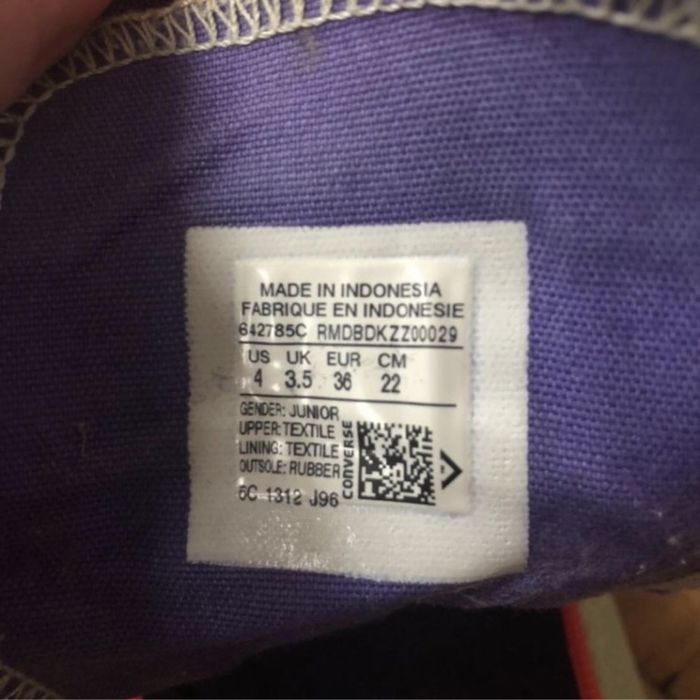 MADE IN INDONESIA
FABRIQUE EN INDONESIE
642785C RMDBDKZZ00029
US UK EUR CM
4 3.5 36 22
GENDER: JUNIOR
UPPER: TEXTILE
LINING: TEXTILE
OUTSOLE: RUBBER
CONVERSE
6C 1312 J96